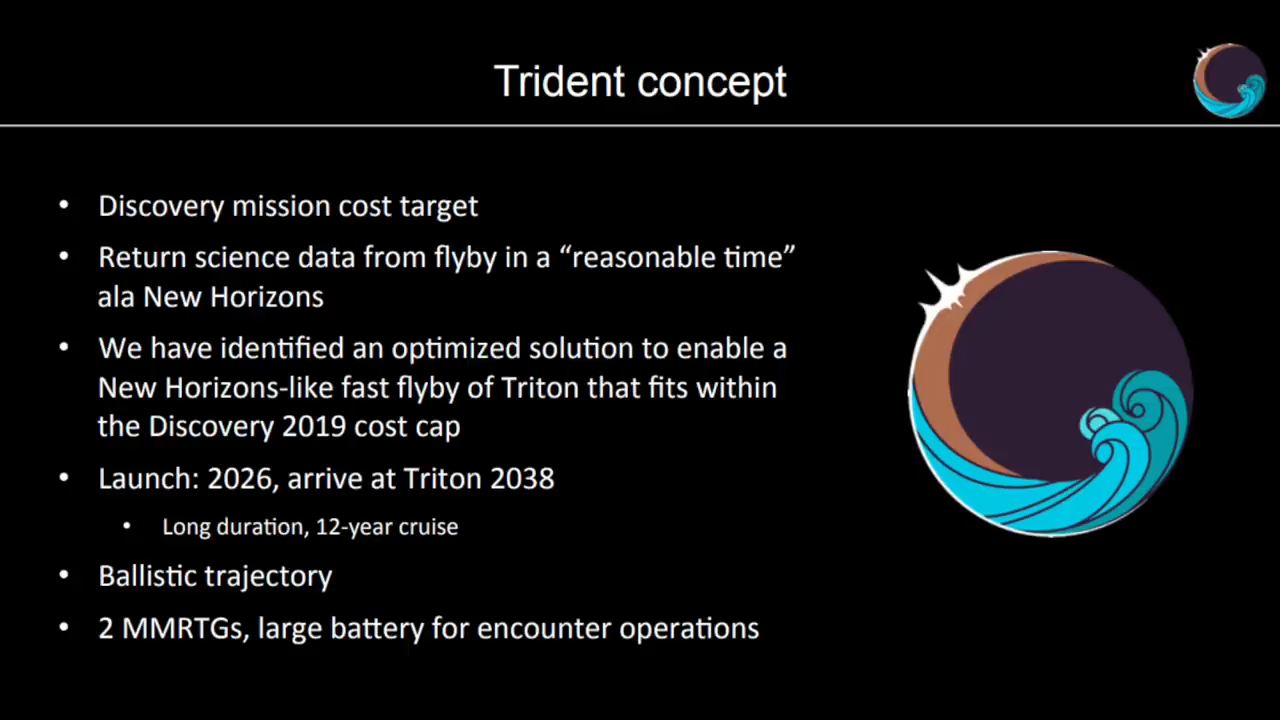 Trident concept
• Discovery mission cost target
• Return science data from flyby in a “reasonable time”
ala New Horizons
• We have identified an optimized solution to enable a
New Horizons-like fast flyby of Triton that fits within
the Discovery 2019 cost cap
• Launch: 2026, arrive at Triton 2038
• Long duration, 12-year cruise
• Ballistic trajectory
• 2 MMRTGs, large battery for encounter operations